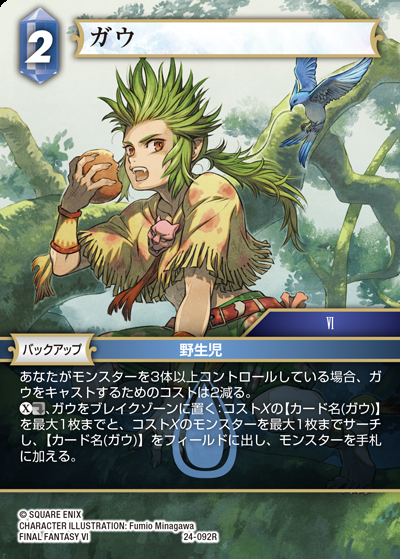 2
ガウ
VI
バックアップ
野生児
あなたがモンスターを3体以上コントロールしている場合、ガ
ウをキャストするためのコストは2減る。
X、ガウをブレイクゾーンに置く：コストXの【カード名(ガウ)】
を最大1枚までと、コストXのモンスターを最大1枚までサーチ
し、【カード名(ガウ)】をフィールドに出し、モンスターを手札
に加える。
© SQUARE ENIX
CHARACTER ILLUSTRATION: Fumio Minagawa
FINAL FANTASY VI
24-092R